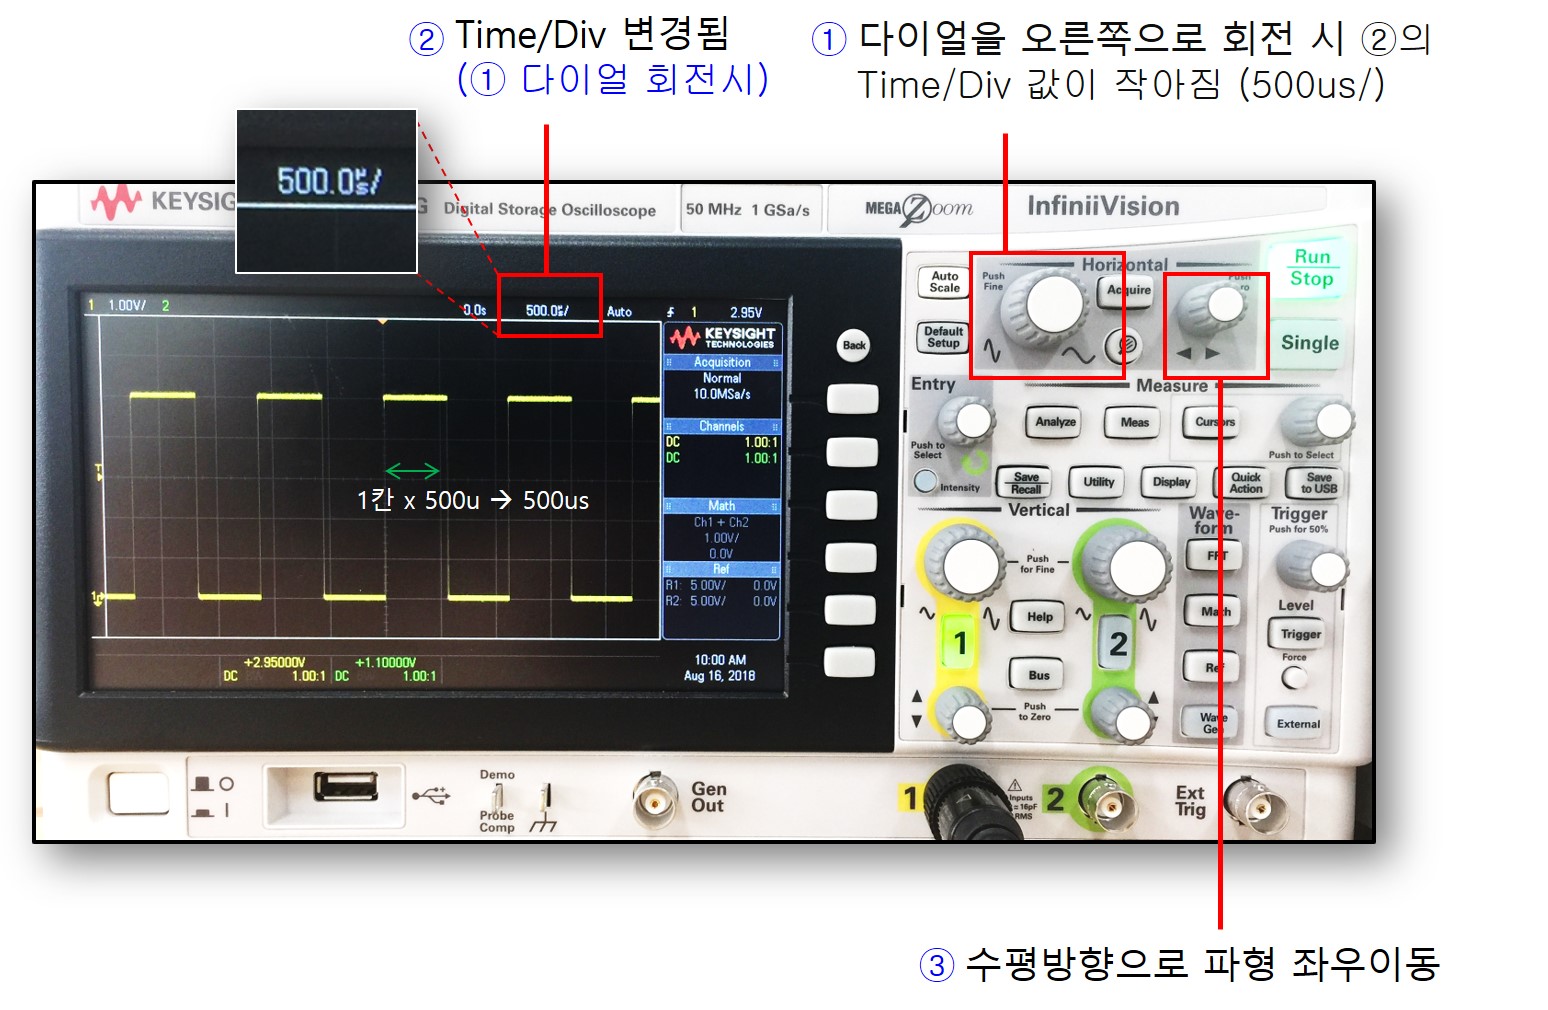 ② Time/Div 변경됨
(① 다이얼 회전시)
① 다이얼을 오른쪽으로 회전 시 ②의
Time/Div 값이 작아짐 (500us/)
500.0µs/
KEYSIG
G Digital Storage Oscilloscope
50 MHz 1 GSa/s
MEGA Zoom
InfiniiVision
1 1.00V/ 2
0.0s
500.0µs/
Auto
1 2.95V
KEYSIGHT
TECHNOLOGIES
Acquisition
Normal
10.0MSa/s
Channels
DC 1.00:1
DC 1.00:1
Math
Ch1 + Ch2
1.00V/
0.0V
Ref
R1: 5.00V/ 0.0V
R2: 5.00V/ 0.0V
T
1
1칸 x 500u → 500us
+2.95000V
DC 1.00:1
+1.10000V
DC 1.00:1
10:00 AM
Aug 16, 2018
Back
Auto
Scale
Default
Setup
Horizontal
Push
Fine
Acquire
Push
Run
Stop
Single
Entry
Push to
Select
Intensity
Measure
Analyze
Meas
Cursors
Push to Select
Save
Recall
Utility
Display
Quick
Action
Save
to USB
Vertical
Push
for Fine
1
2
Help
Bus
Push
to Zero
Wave-
form
FFT
Math
Ref
Wave
Gen
Trigger
Push for 50%
Level
Trigger
Force
External
Demo
Probe
Comp
Gen
Out
1
Inputs
16pF
RMS
2
Ext
Trig
③ 수평방향으로 파형 좌우이동